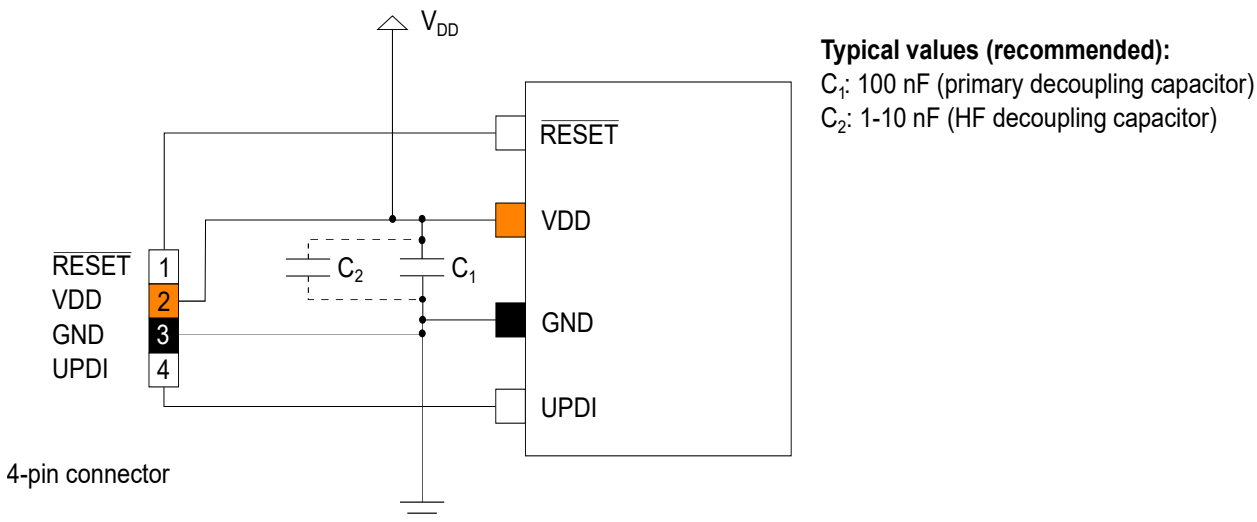 V_DD
Typical values (recommended):
C₁: 100 nF (primary decoupling capacitor)
C₂: 1-10 nF (HF decoupling capacitor)
RESET
VDD
C₂
C₁
GND
UPDI
RESET 1
VDD 2
GND 3
UPDI 4
4-pin connector